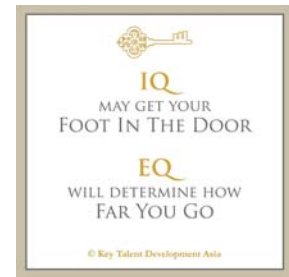 IQ
MAY GET YOUR
FOOT IN THE DOOR
EQ
WILL DETERMINE HOW
FAR YOU GO
© Key Talent Development Asia